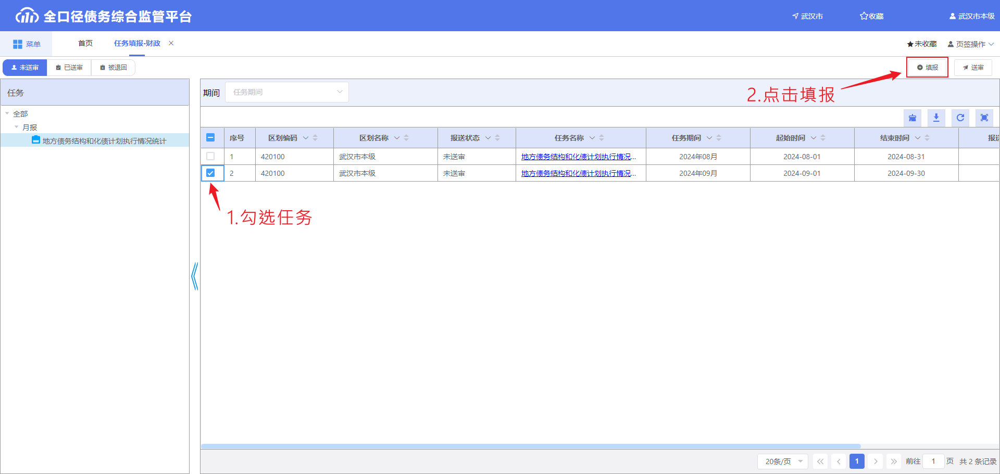 全口径债务综合监管平台
武汉市
收藏
武汉市本级
菜单
首页
任务填报-财政
未收藏
页签操作
未送审
已送审
被退回
填报
送审
任务
期间
任务期间
2.点击填报
全部
月报
地方债务结构和化债计划执行情况统计
序号 区划编码 区划名称 报送状态 任务名称 任务期间 起始时间 结束时间
1 420100 武汉市本级 未送审 地方债务结构和化债计划执行情况... 2024年08月 2024-08-01 2024-08-31
2 420100 武汉市本级 未送审 地方债务结构和化债计划执行情况... 2024年09月 2024-09-01 2024-09-30
1.勾选任务
20条/页
1
前往 1 页
共 2 条记录